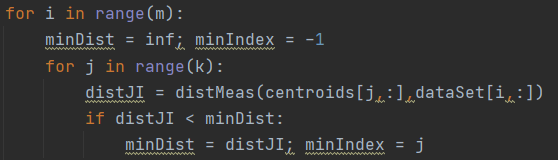 for i in range(m):
    minDist = inf; minIndex = -1
    for j in range(k):
        distJI = distMeas(centroids[j,:],dataSet[i,:])
        if distJI < minDist:
            minDist = distJI; minIndex = j